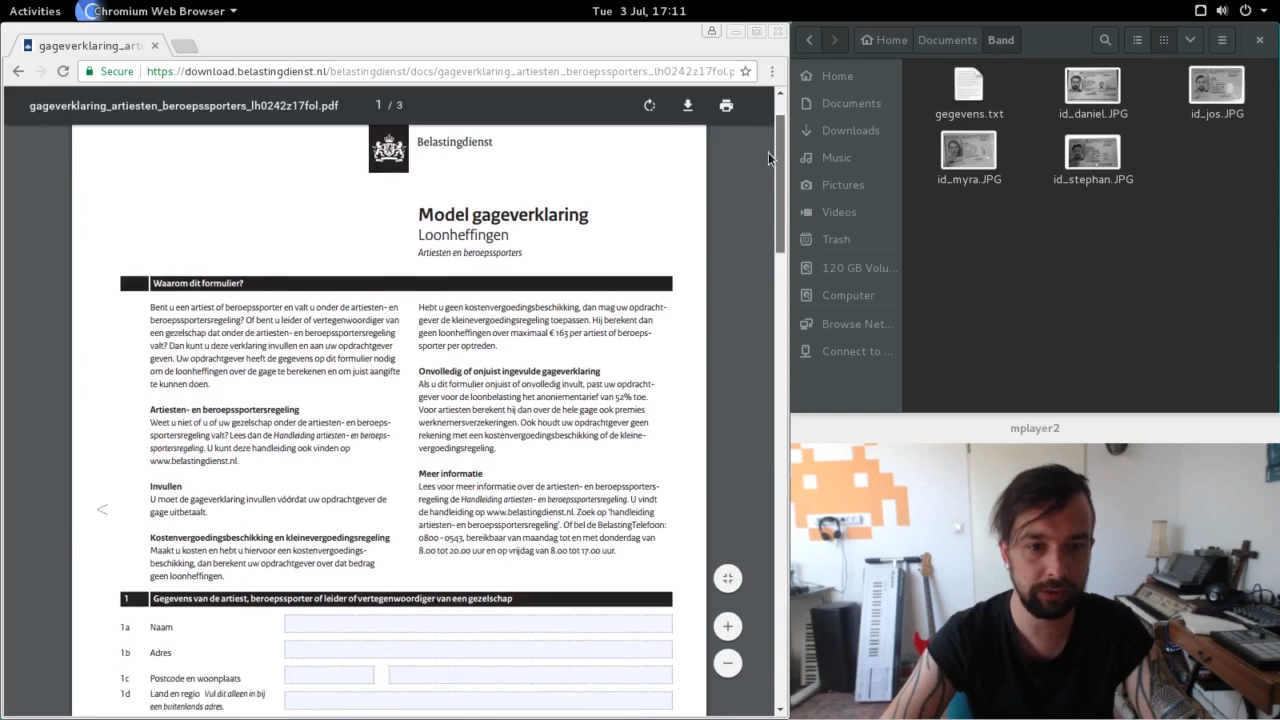 Activities
Chromium Web Browser
Tue 3 Jul, 17:11
gageverklaring_art
Secure
https://download.belastingdienst.nl/belastingdienst/docs/gageverklaring_artiesten_beroepssporters_lh0242z17fol.p
gageverklaring_artiesten_beroepssporters_lh0242z17fol.pdf
1 / 3
Belastingdienst
Model gageverklaring
Loonheffingen
Artiesten en beroepssporters
Waarom dit formulier?
Bent u een artiest of beroepssporter en valt u onder de artiesten- en
beroepssportersregeling? Of bent u leider of vertegenwoordiger van
een gezelschap dat onder de artiesten- en beroepssportersregeling
valt? Dan kunt u deze verklaring invullen en aan uw opdrachtgever
geven. Uw opdrachtgever heeft de gegevens op dit formulier nodig
om de loonheffingen over de gage te berekenen en om juist aangifte
te kunnen doen.
Artiesten- en beroepssportersregeling
Weet u niet of u of uw gezelschap onder de artiesten- en beroeps-
sportersregeling valt? Lees dan de Handleiding artiesten- en beroeps-
sportersregeling. U kunt deze handleiding ook vinden op
www.belastingdienst.nl.
Invullen
U moet de gageverklaring invullen vóórdat uw opdrachtgever de
gage uitbetaalt.
Kostenvergoedingsbeschikking en kleinevergoedingsregeling
Maakt u kosten en hebt u hiervoor een kostenvergoedings-
beschikking, dan berekent uw opdrachtgever over dat bedrag
geen loonheffingen.
Hebt u geen kostenvergoedingsbeschikking, dan mag uw opdracht-
gever de kleinevergoedingsregeling toepassen. Hij berekent dan
geen loonheffingen over maximaal € 163 per artiest of beroeps-
sporter per optreden.
Onvolledig of onjuist ingevulde gageverklaring
Als u dit formulier onjuist of onvolledig invult, past uw opdracht-
gever voor de loonbelasting het anoniementarief van 52% toe.
Voor artiesten berekent hij dan over de hele gage ook premies
werknemersverzekeringen. Ook houdt uw opdrachtgever geen
rekening met een kostenvergoedingsbeschikking of de kleine-
vergoedingsregeling.
Meer informatie
Lees voor meer informatie over de artiesten- en beroepssporters-
regeling de Handleiding artiesten- en beroepssportersregeling. U vindt
de handleiding op www.belastingdienst.nl. Zoek op 'handleiding
artiesten- en beroepssportersregeling'. Of bel de BelastingTelefoon:
0800 - 0543, bereikbaar van maandag tot en met donderdag van
8.00 tot 20.00 uur en op vrijdag van 8.00 tot 17.00 uur.
1 Gegevens van de artiest, beroepssporter of leider of vertegenwoordiger van een gezelschap
1a Naam
1b Adres
1c Postcode en woonplaats
1d Land en regio Vul dit alleen in bij
een buitenlands adres.
Home
Documents
Band
Home
Documents
Downloads
Music
Pictures
Videos
Trash
120 GB Volu...
Computer
Browse Net...
Connect to ...
gegevens.txt
id_daniel.JPG
id_jos.JPG
id_myra.JPG
id_stephan.JPG
mplayer2